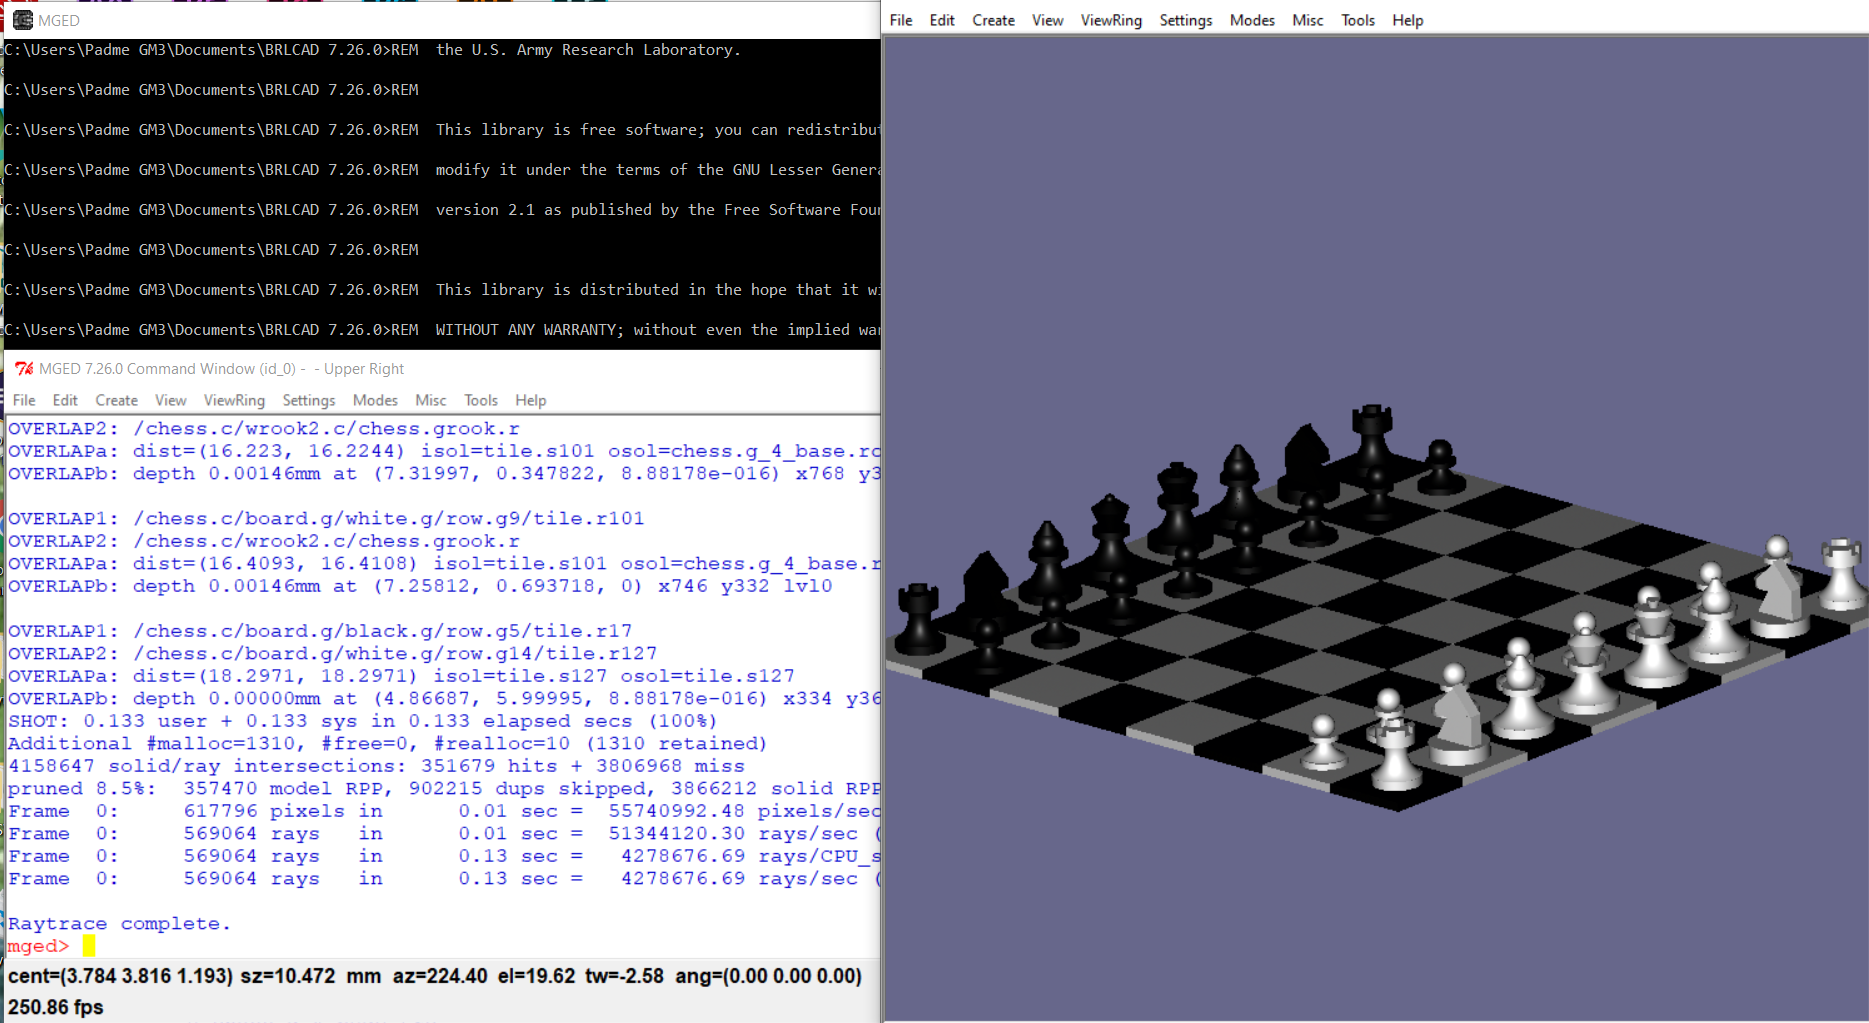 MGED
C:\Users\Padme GM3\Documents\BRLCAD 7.26.0>REM  the U.S. Army Research Laboratory.
C:\Users\Padme GM3\Documents\BRLCAD 7.26.0>REM
C:\Users\Padme GM3\Documents\BRLCAD 7.26.0>REM  This library is free software; you can redistribut
C:\Users\Padme GM3\Documents\BRLCAD 7.26.0>REM  modify it under the terms of the GNU Lesser Genera
C:\Users\Padme GM3\Documents\BRLCAD 7.26.0>REM  version 2.1 as published by the Free Software Foun
C:\Users\Padme GM3\Documents\BRLCAD 7.26.0>REM
C:\Users\Padme GM3\Documents\BRLCAD 7.26.0>REM  This library is distributed in the hope that it wi
C:\Users\Padme GM3\Documents\BRLCAD 7.26.0>REM  WITHOUT ANY WARRANTY; without even the implied war
MGED 7.26.0 Command Window (id_0) -  - Upper Right
File Edit Create View ViewRing Settings Modes Misc Tools Help
OVERLAP2: /chess.c/wrook2.c/chess.grook.r
OVERLAPa: dist=(16.223, 16.2244) isol=tile.s101 osol=chess.g_4_base.rc
OVERLAPb: depth 0.00146mm at (7.31997, 0.347822, 8.88178e-016) x768 y3
OVERLAP1: /chess.c/board.g/white.g/row.g9/tile.r101
OVERLAP2: /chess.c/wrook2.c/chess.grook.r
OVERLAPa: dist=(16.4093, 16.4108) isol=tile.s101 osol=chess.g_4_base.r
OVERLAPb: depth 0.00146mm at (7.25812, 0.693718, 0) x746 y332 lvl0
OVERLAP1: /chess.c/board.g/black.g/row.g5/tile.r17
OVERLAP2: /chess.c/board.g/white.g/row.g14/tile.r127
OVERLAPa: dist=(18.2971, 18.2971) isol=tile.s127 osol=tile.s127
OVERLAPb: depth 0.00000mm at (4.86687, 5.99995, 8.88178e-016) x334 y36
SHOT: 0.133 user + 0.133 sys in 0.133 elapsed secs (100%)
Additional #malloc=1310, #free=0, #realloc=10 (1310 retained)
4158647 solid/ray intersections: 351679 hits + 3806968 miss
pruned 8.5%:  357470 model RPP, 902215 dups skipped, 3866212 solid RPP
Frame  0:     617796 pixels in      0.01 sec =  55740992.48 pixels/sec
Frame  0:     569064 rays   in      0.01 sec =  51344120.30 rays/sec (
Frame  0:     569064 rays   in      0.13 sec =   4278676.69 rays/CPU_s
Frame  0:     569064 rays   in      0.13 sec =   4278676.69 rays/sec (
Raytrace complete.
mged>
cent=(3.784 3.816 1.193) sz=10.472  mm  az=224.40  el=19.62  tw=-2.58  ang=(0.00 0.00 0.00)
250.86 fps
File Edit Create View ViewRing Settings Modes Misc Tools Help